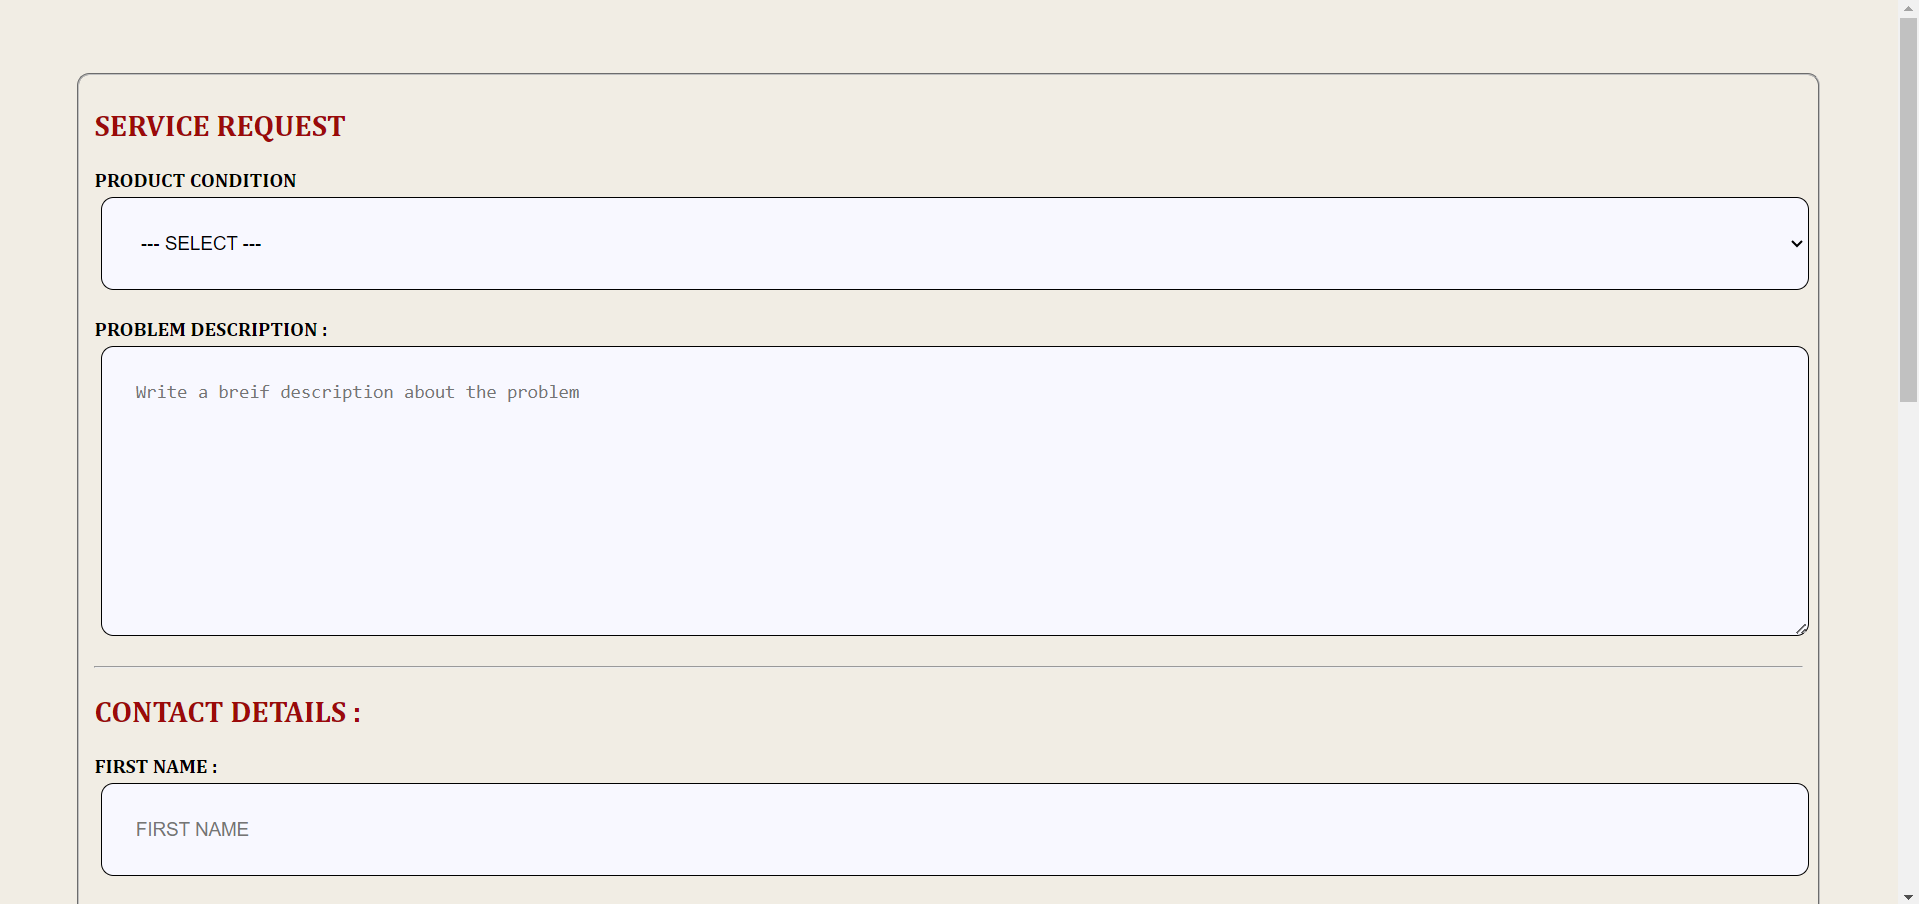 SERVICE REQUEST
PRODUCT CONDITION
--- SELECT ---
PROBLEM DESCRIPTION :
Write a breif description about the problem
CONTACT DETAILS :
FIRST NAME :
FIRST NAME